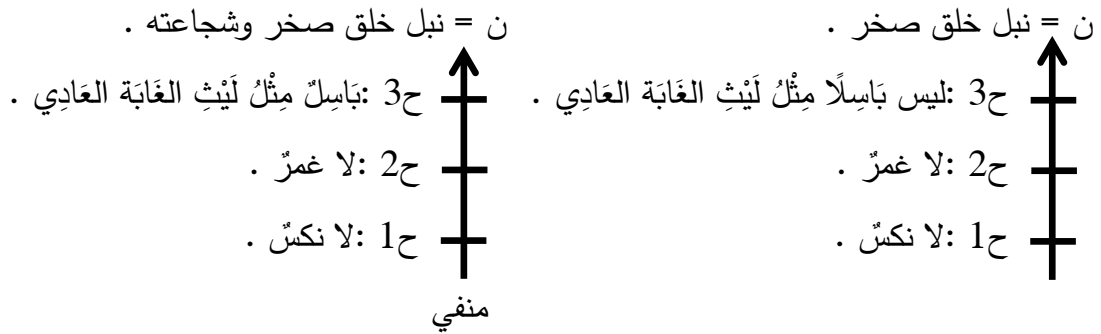 ن = نبل خلق صخر .
ح3 :ليس بَاسِلًا مِثْلُ لَيْثِ الغَابَة العَادِي .
ح2 :لا غمرٌ .
ح1 :لا نكسٌ .
ن = نبل خلق صخر وشجاعته .
ح3 :بَاسِلٌ مِثْلُ لَيْثِ الغَابَة العَادِي .
ح2 :لا غمرٌ .
ح1 :لا نكسٌ .
منفي